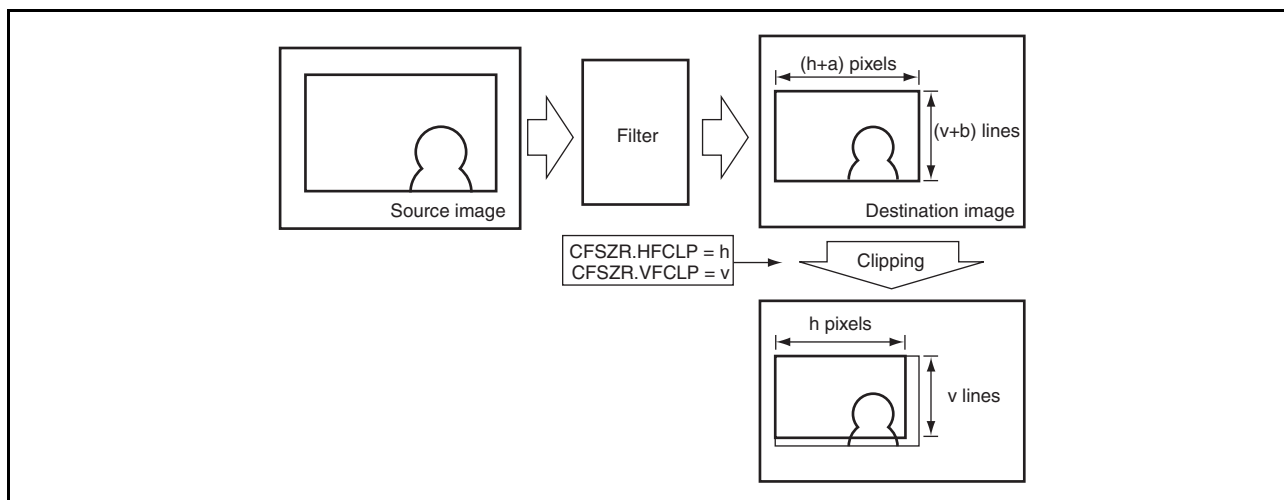 (h+a) pixels
(v+b) lines
Filter
Source image
Destination image
CFSZR.HFCLP = h
CFSZR.VFCLP = v
Clipping
h pixels
v lines